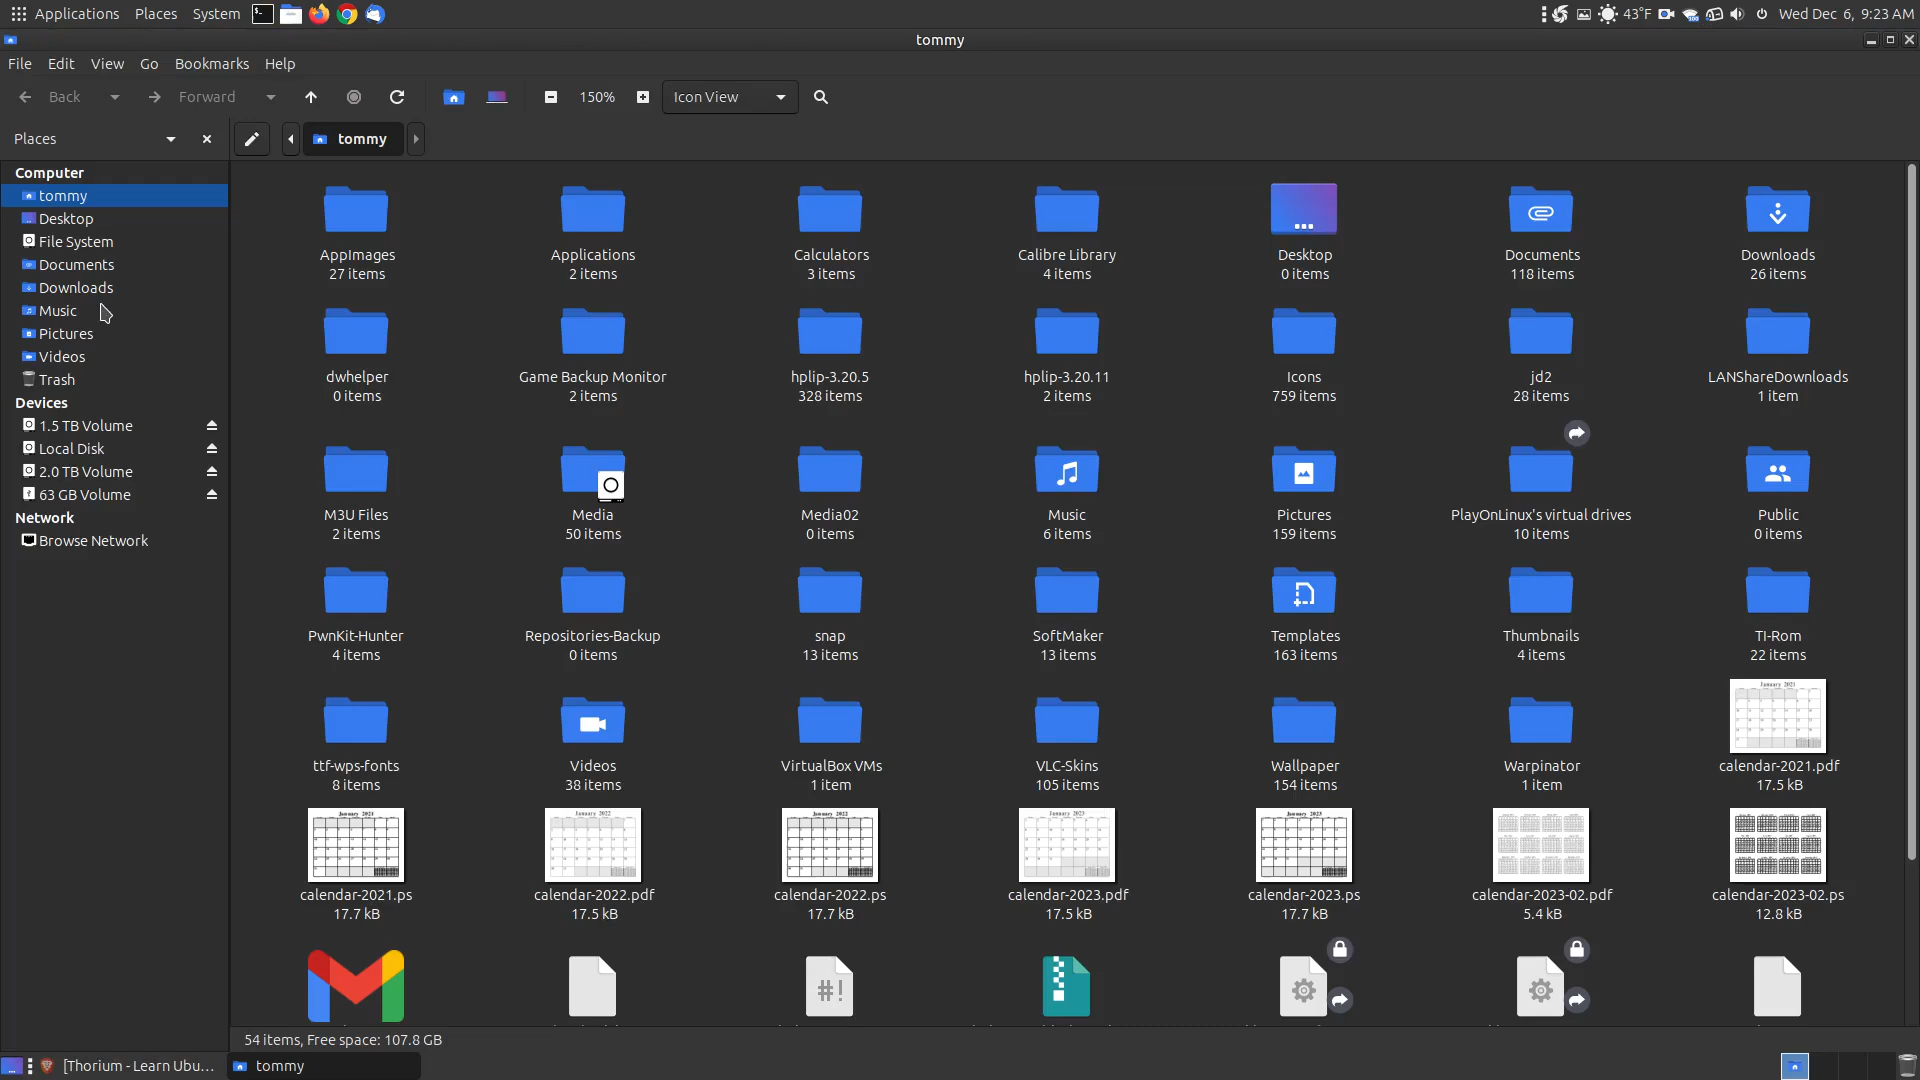 Applications Places System
43°F
Wed Dec 6, 9:23 AM
tommy
File Edit View Go Bookmarks Help
Back Forward 150% Icon View
Places
tommy
Computer
tommy
Desktop
File System
Documents
Downloads
Music
Pictures
Videos
Trash
Devices
1.5 TB Volume
Local Disk
2.0 TB Volume
63 GB Volume
Network
Browse Network
AppImages
27 items
Applications
2 items
Calculators
3 items
Calibre Library
4 items
Desktop
0 items
Documents
118 items
Downloads
26 items
dwhelper
0 items
Game Backup Monitor
2 items
hplip-3.20.5
328 items
hplip-3.20.11
2 items
Icons
759 items
jd2
28 items
LANShareDownloads
1 item
M3U Files
2 items
Media
50 items
Media02
0 items
Music
6 items
Pictures
159 items
PlayOnLinux's virtual drives
10 items
Public
0 items
PwnKit-Hunter
4 items
Repositories-Backup
0 items
snap
13 items
SoftMaker
13 items
Templates
163 items
Thumbnails
4 items
TI-Rom
22 items
ttf-wps-fonts
8 items
Videos
38 items
VirtualBox VMs
1 item
VLC-Skins
105 items
Wallpaper
154 items
Warpinator
1 item
January 2021
calendar-2021.pdf
17.5 kB
January 2021
calendar-2021.ps
17.7 kB
January 2022
calendar-2022.pdf
17.5 kB
January 2022
calendar-2022.ps
17.7 kB
January 2023
calendar-2023.pdf
17.5 kB
January 2023
calendar-2023.ps
17.7 kB
calendar-2023-02.pdf
5.4 kB
calendar-2023-02.ps
12.8 kB
#!
54 items, Free space: 107.8 GB
[Thorium - Learn Ubu...
tommy